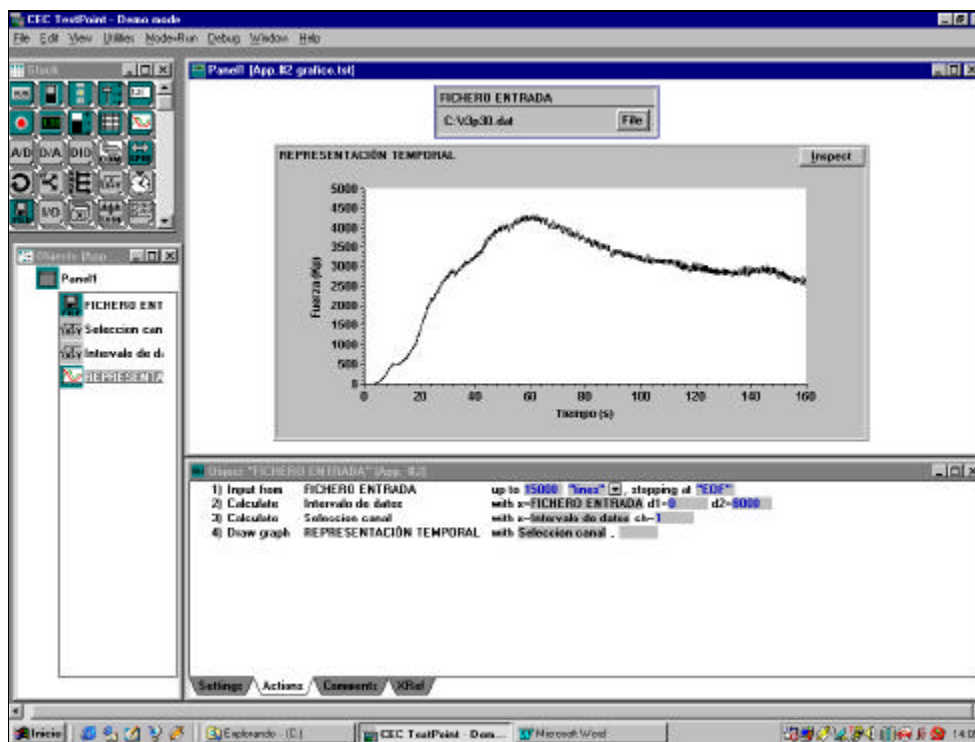 CEC TestPoint - Demo mode
File Edit View Utilities Mode=Run Debug Window Help
Stock
Panel1 (App. #2 grafico.tst)
FICHERO ENTRADA
File
REPRESENTACIÓN TEMPORAL
Inspect
5000
4500
4000
3500
3000
2500
2000
1500
1000
500
0
Fuerza (Kp)
0 20 40 60 80 100 120 140 160
Tiempo (s)
A/D D/A DIO
I/O
Objects (App
Panel1
FICHERO ENT
Seleccion can
Intervalo de d
REPRESENTA
Object "FICHERO ENTRADA" (App. #2)
1) Input from FICHERO ENTRADA up to 15000 "lines" , stopping at "EOF"
2) Calculate Intervalo de datos with x=FICHERO ENTRADA d1=0 d2=8000
3) Calculate Seleccion canal with x=Intervalo de datos ch=1
4) Draw graph REPRESENTACIÓN TEMPORAL with Seleccion canal ,
Settings Actions Comments XRef
Inicio Explorando - (C:) CEC TestPoint - Dem... Microsoft Word